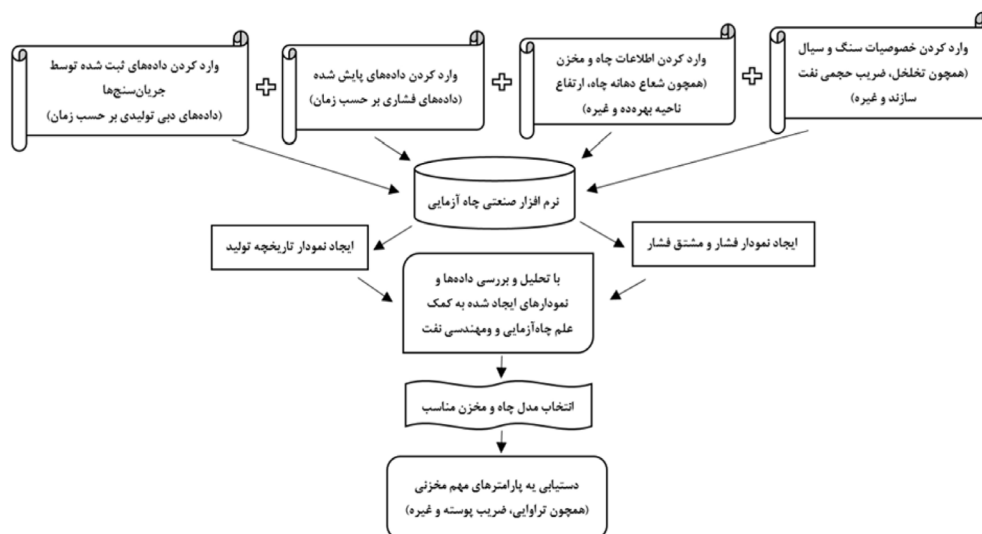 وارد کردن خصوصیات سنگ و سیال
(همچون تخلخل، ضریب حجمی نفت
سازند و غیره)
وارد کردن اطلاعات چاه و مخزن
(همچون شعاع دهانه چاه، ارتفاع
ناحیه بهره‌ده و غیره)
وارد کردن داده‌های پایش شده
(داده‌های فشاری بر حسب زمان)
وارد کردن داده‌های ثبت شده توسط
جریان‌سنج‌ها
(داده‌های دبی تولیدی بر حسب زمان)
نرم افزار صنعتی چاه آزمایی
ایجاد نمودار فشار و مشتق فشار
ایجاد نمودار تاریخچه تولید
با تحلیل و بررسی داده‌ها و
نمودارهای ایجاد شده به کمک
علم چاه‌آزمایی و ومهندسی نفت
انتخاب مدل چاه و مخزن مناسب
دستیابی یه پارامترهای مهم مخزنی
(همچون تراوایی، ضریب پوسته و غیره)